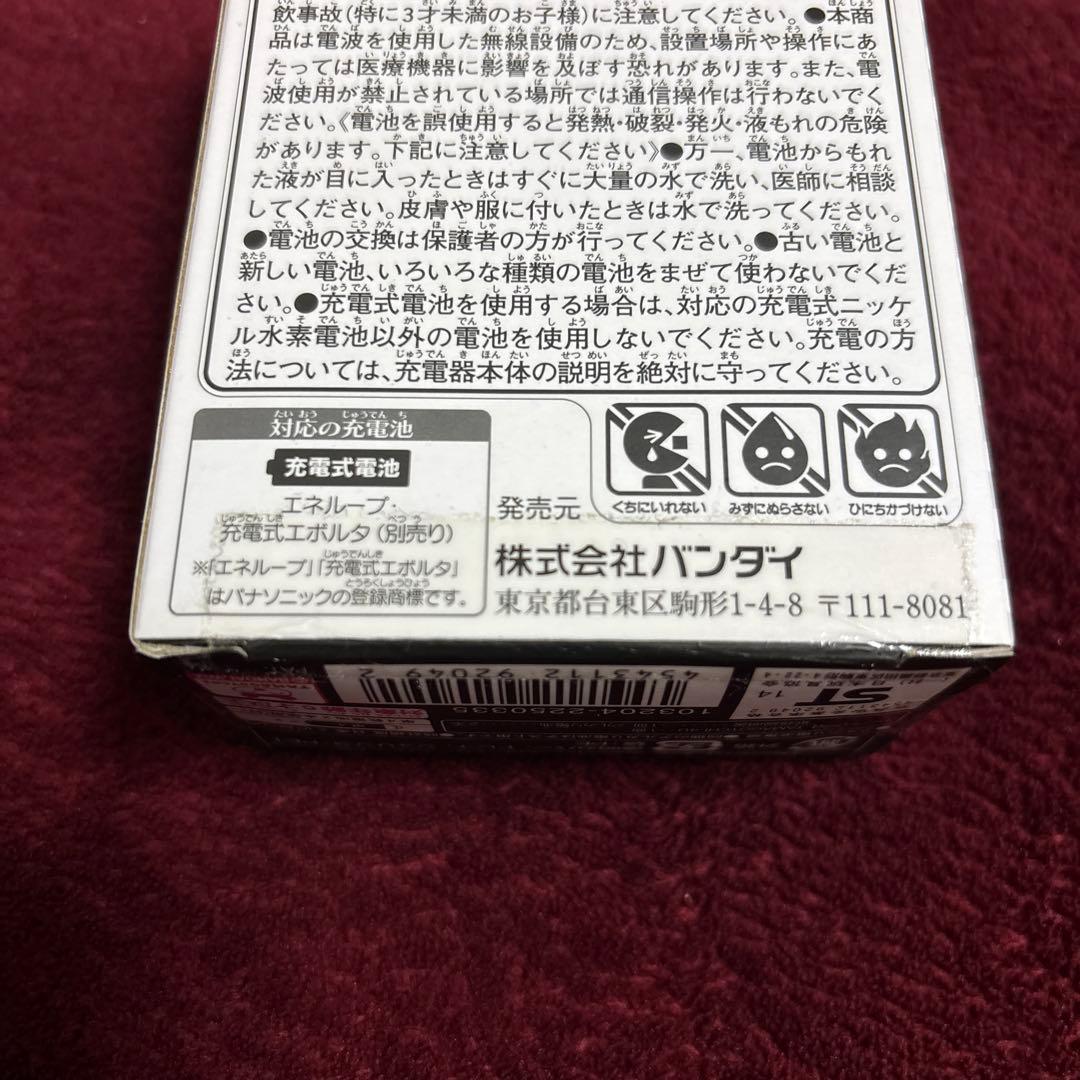 飲事故(特に3才未満のお子様)に注意してください。●本商
品は電波を使用した無線設備のため、設置場所や操作にあ
たっては医療機器に影響を及ぼす恐れがあります。また、電
波使用が禁止されている場所では通信操作は行わないでく
ださい。《電池を誤使用すると発熱・破裂・発火・液もれの危険
があります。下記に注意してください》●万一、電池からもれ
た液が目に入ったときはすぐに大量の水で洗い、医師に相談
してください。皮膚や服に付いたときは水で洗ってください。
●電池の交換は保護者の方が行ってください。●古い電池と
新しい電池、いろいろな種類の電池をまぜて使わないでくだ
さい。●充電式電池を使用する場合は、対応の充電式ニッケ
ル水素電池以外の電池を使用しないでください。充電の方
法については、充電器本体の説明を絶対に守ってください。
対応の充電池
充電式電池
エネループ・
充電式エボルタ(別売り)
※「エネループ」「充電式エボルタ」
はパナソニックの登録商標です。
くちにいれない
みずにぬらさない
ひにちかづけない
発売元
株式会社バンダイ
東京都台東区駒形1-4-8 〒111-8081
4543112 920492
103204-2250335
ST 14